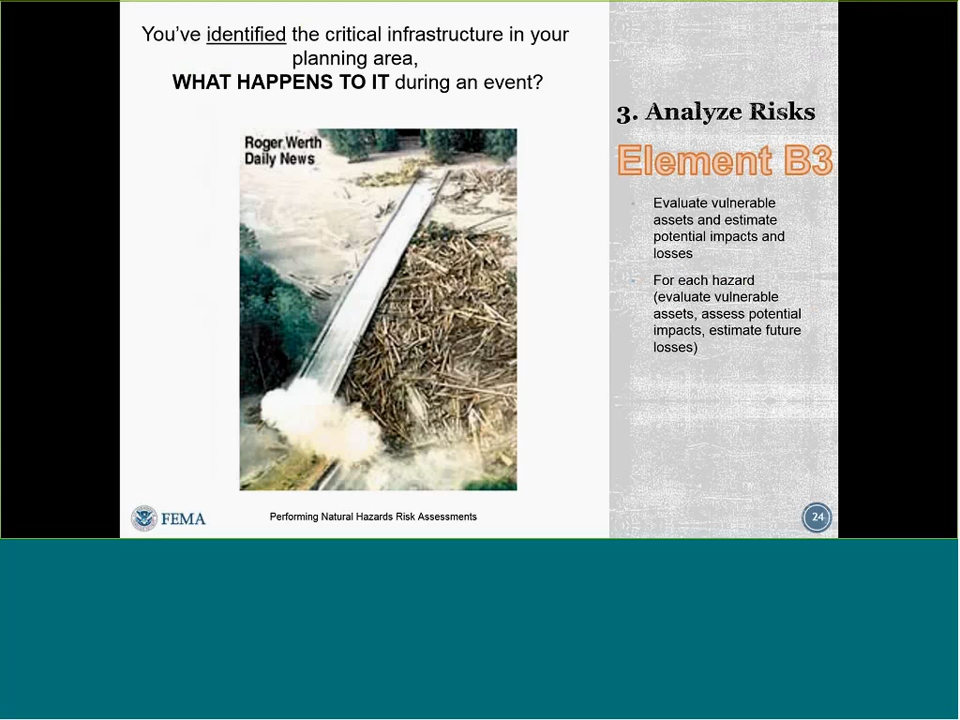 You've identified the critical infrastructure in your
planning area,
WHAT HAPPENS TO IT during an event?
Roger Werth
Daily News
FEMA
Performing Natural Hazards Risk Assessments
3. Analyze Risks
Element B3
Evaluate vulnerable
assets and estimate
potential impacts and
losses
For each hazard
(evaluate vulnerable
assets, assess potential
impacts, estimate future
losses)
24